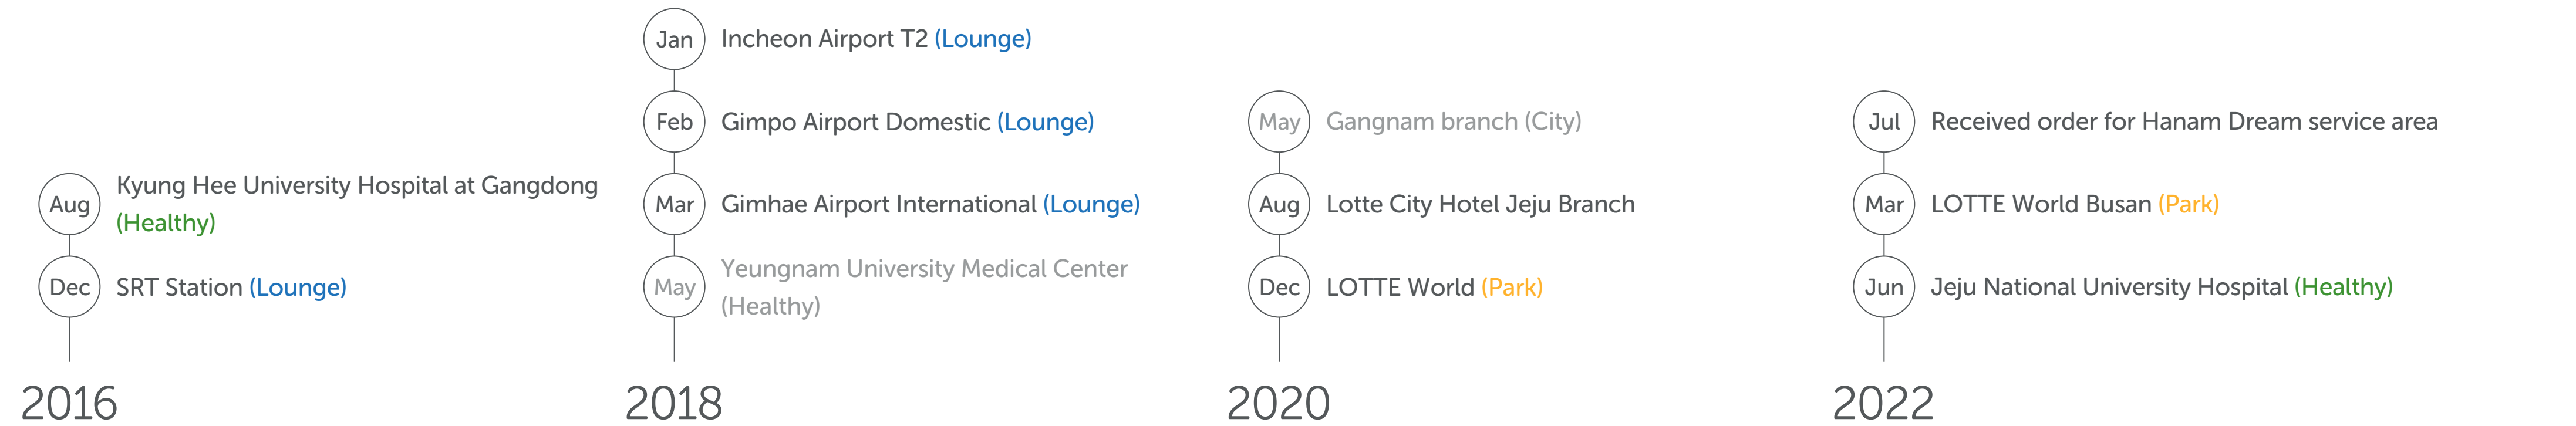 Aug
Kyung Hee University Hospital at Gangdong
(Healthy)
Dec
SRT Station (Lounge)
2016
Jan
Incheon Airport T2 (Lounge)
Feb
Gimpo Airport Domestic (Lounge)
Mar
Gimhae Airport International (Lounge)
May
Yeungnam University Medical Center
(Healthy)
2018
May
Gangnam branch (City)
Aug
Lotte City Hotel Jeju Branch
Dec
LOTTE World (Park)
2020
Jul
Received order for Hanam Dream service area
Mar
LOTTE World Busan (Park)
Jun
Jeju National University Hospital (Healthy)
2022